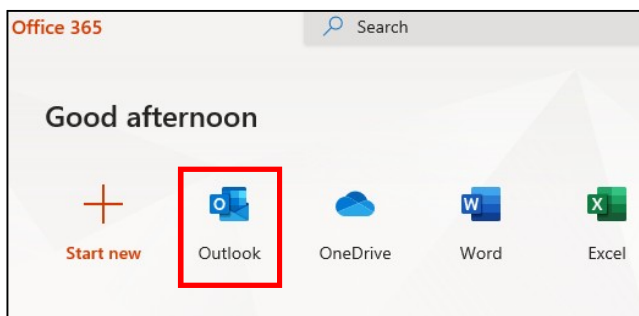 Office 365
Search
Good afternoon
Start new
Outlook
OneDrive
Word
Excel